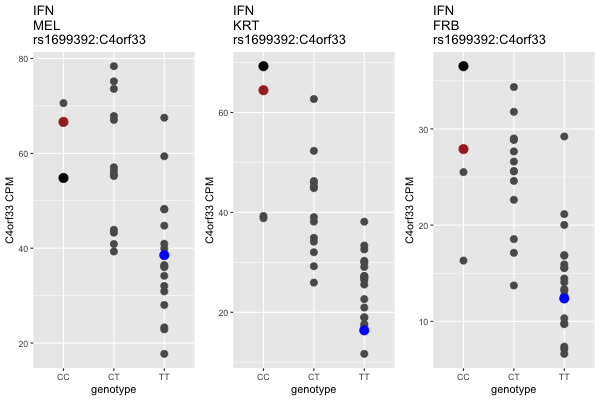 IFN
MEL
rs1699392:C4orf33
80
60
40
20
C4orf33 CPM
CC CT TT
genotype
IFN
KRT
rs1699392:C4orf33
60
40
20
C4orf33 CPM
CC CT TT
genotype
IFN
FRB
rs1699392:C4orf33
30
20
10
C4orf33 CPM
CC CT TT
genotype